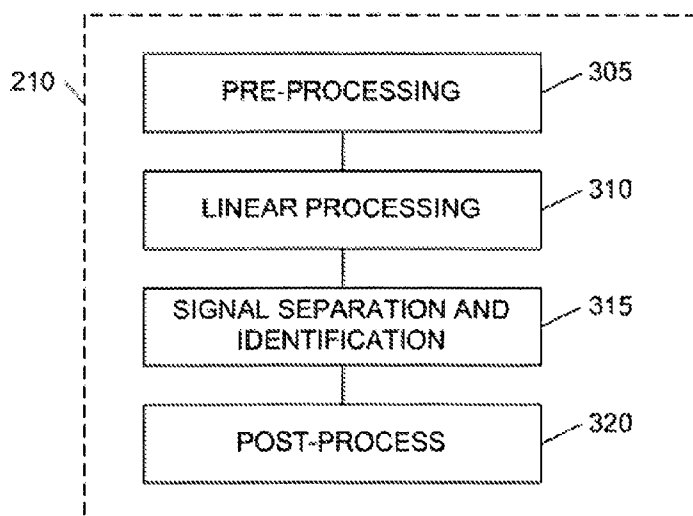 210
PRE-PROCESSING
305
LINEAR PROCESSING
310
SIGNAL SEPARATION AND
IDENTIFICATION
315
POST-PROCESS
320